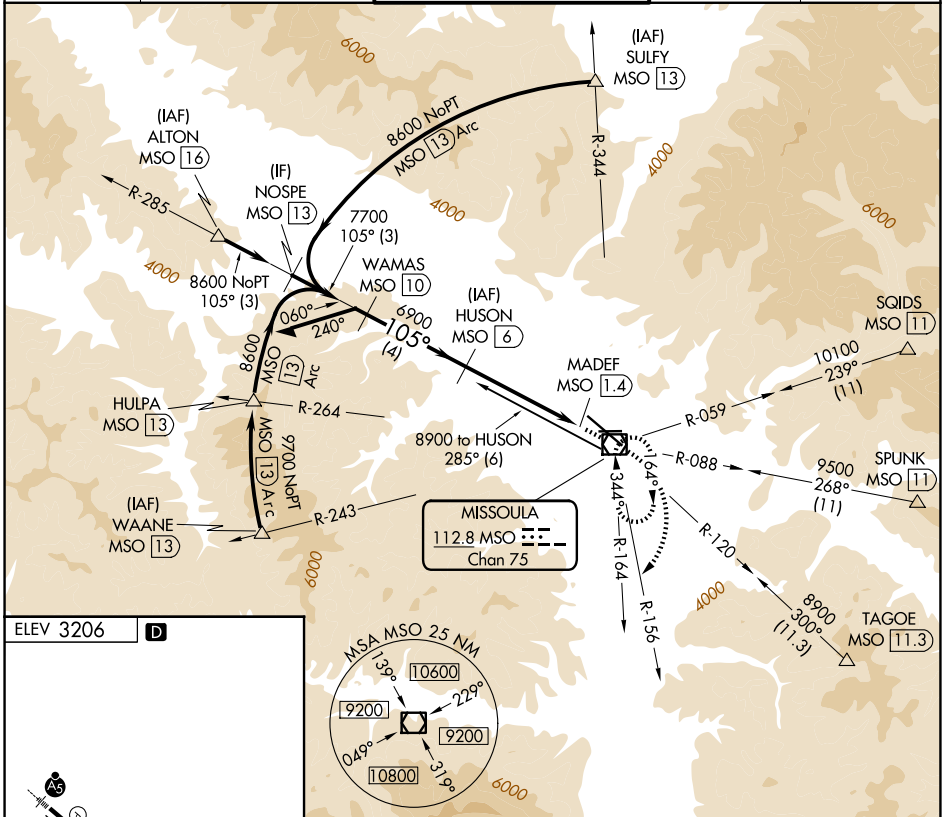 6000
(IAF)
SULFY
MSO 13
8600 NoPT
MSO 13 Arc
R-344
4000
6000
(IAF)
ALTON
MSO 16
(IF)
NOSPE
MSO 13
4000
R-285
7700
105° (3)
4000
8600 NoPT
105° (3)
WAMAS
MSO 10
060°
240°
6900
105°
(4)
(IAF)
HUSON
MSO 6
SQIDS
MSO 11
10100
239°
(11)
R-059
MADEF
MSO 1.4
8600
MSO 13 Arc
HULPA
MSO 13
R-264
8900 to HUSON
285° (6)
R-088
9500
268°
(11)
SPUNK
MSO 11
9700 NoPT
MSO 13 Arc
(IAF)
WAANE
MSO 13
R-243
MISSOULA
112.8 MSO
Chan 75
164°
344°
R-164
R-156
R-120
8900
300°
(11.3)
TAGOE
MSO 11.3
6000
4000
ELEV 3206 D
MSA MSO 25 NM
139°
10600
229°
9200
9200
049°
319°
10800
6000
A5